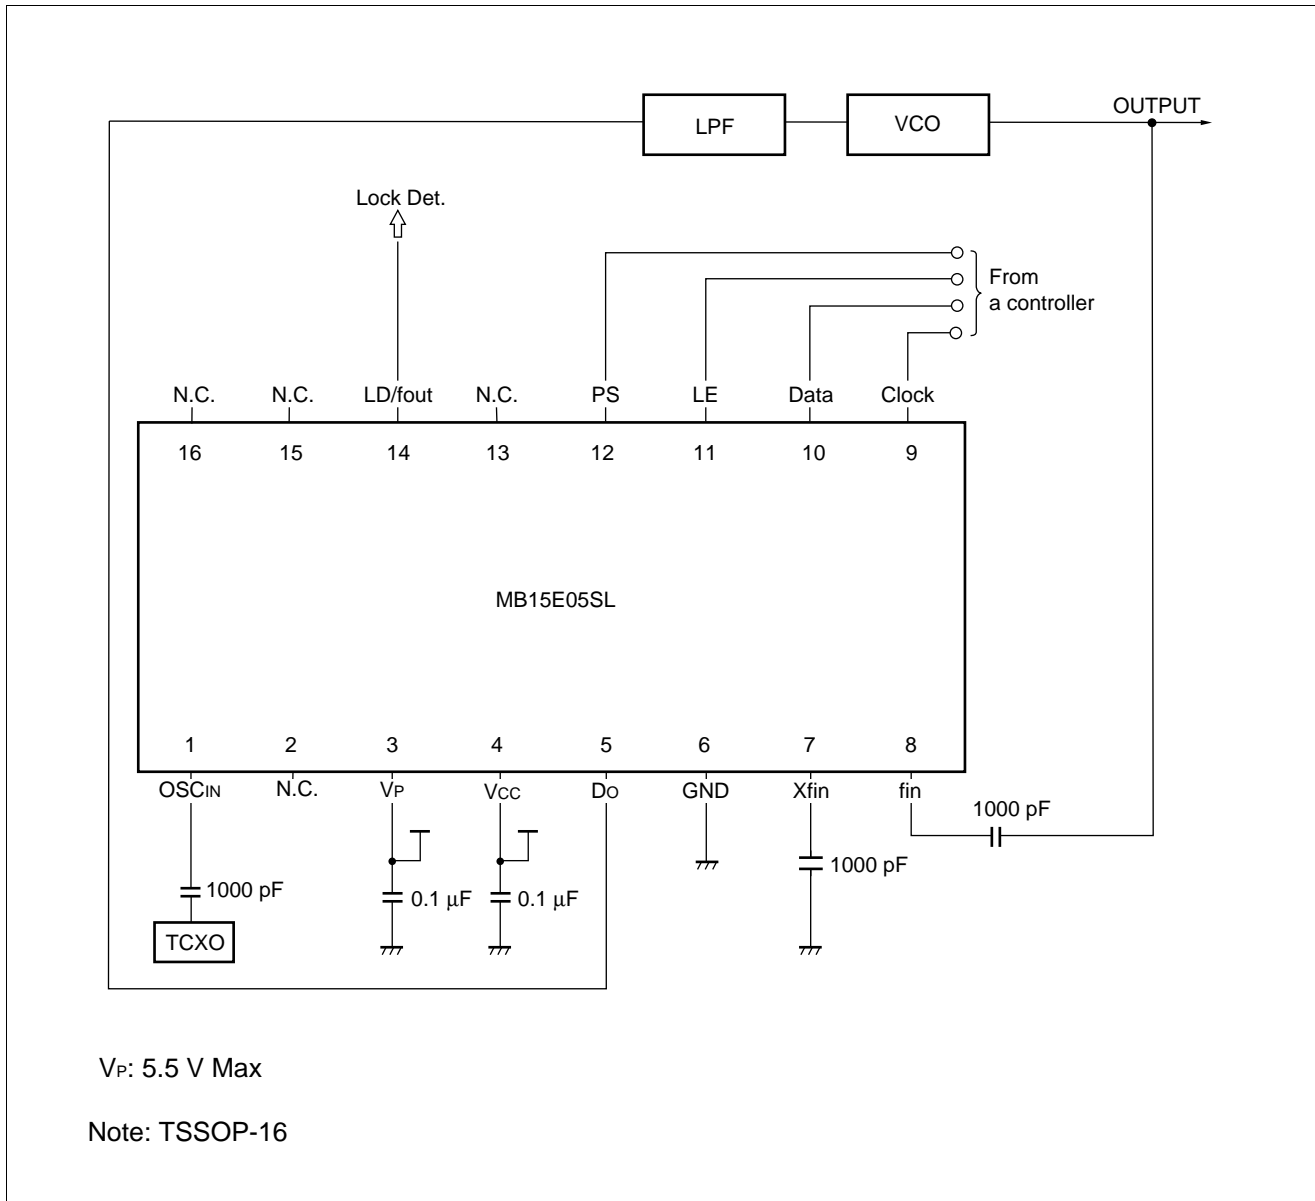 OUTPUT
LPF VCO
Lock Det.
From
a controller
N.C. N.C. LD/fout N.C. PS LE Data Clock
16 15 14 13 12 11 10 9
MB15E05SL
1 2 3 4 5 6 7 8
OSCIN N.C. VP VCC DO GND Xfin fin
1000 pF
1000 pF
1000 pF 0.1 μF 0.1 μF
TCXO
VP: 5.5 V Max
Note: TSSOP-16